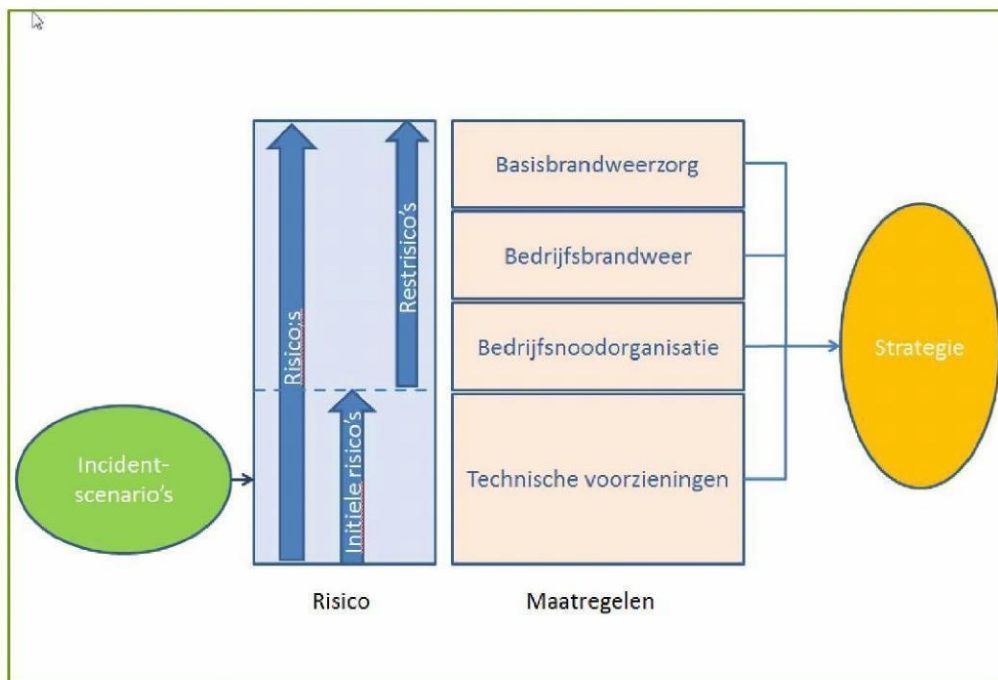 Incident-
scenario's
Risico;s
Initiele risico's
Restrisico's
Risico
Basisbrandweerzorg
Bedrijfsbrandweer
Bedrijfsnoodorganisatie
Technische voorzieningen
Maatregelen
Strategie